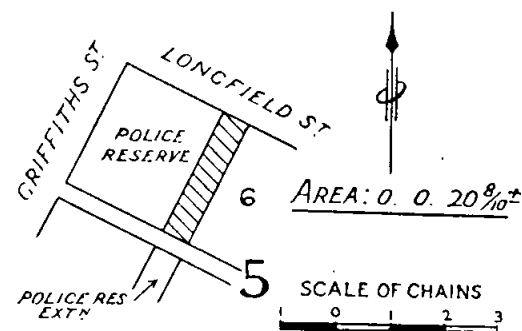 GRIFFITHS ST.
LONGFIELD ST.
POLICE
RESERVE
6
AREA: 0. 0. 20 8/10 ±
5
POLICE RES
EXTN
SCALE OF CHAINS
1 0 1 2 3